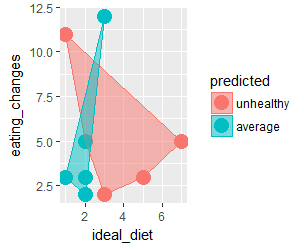 12.5
10.0
7.5
5.0
2.5
eating_changes
2
4
6
ideal_diet
predicted
unhealthy
average